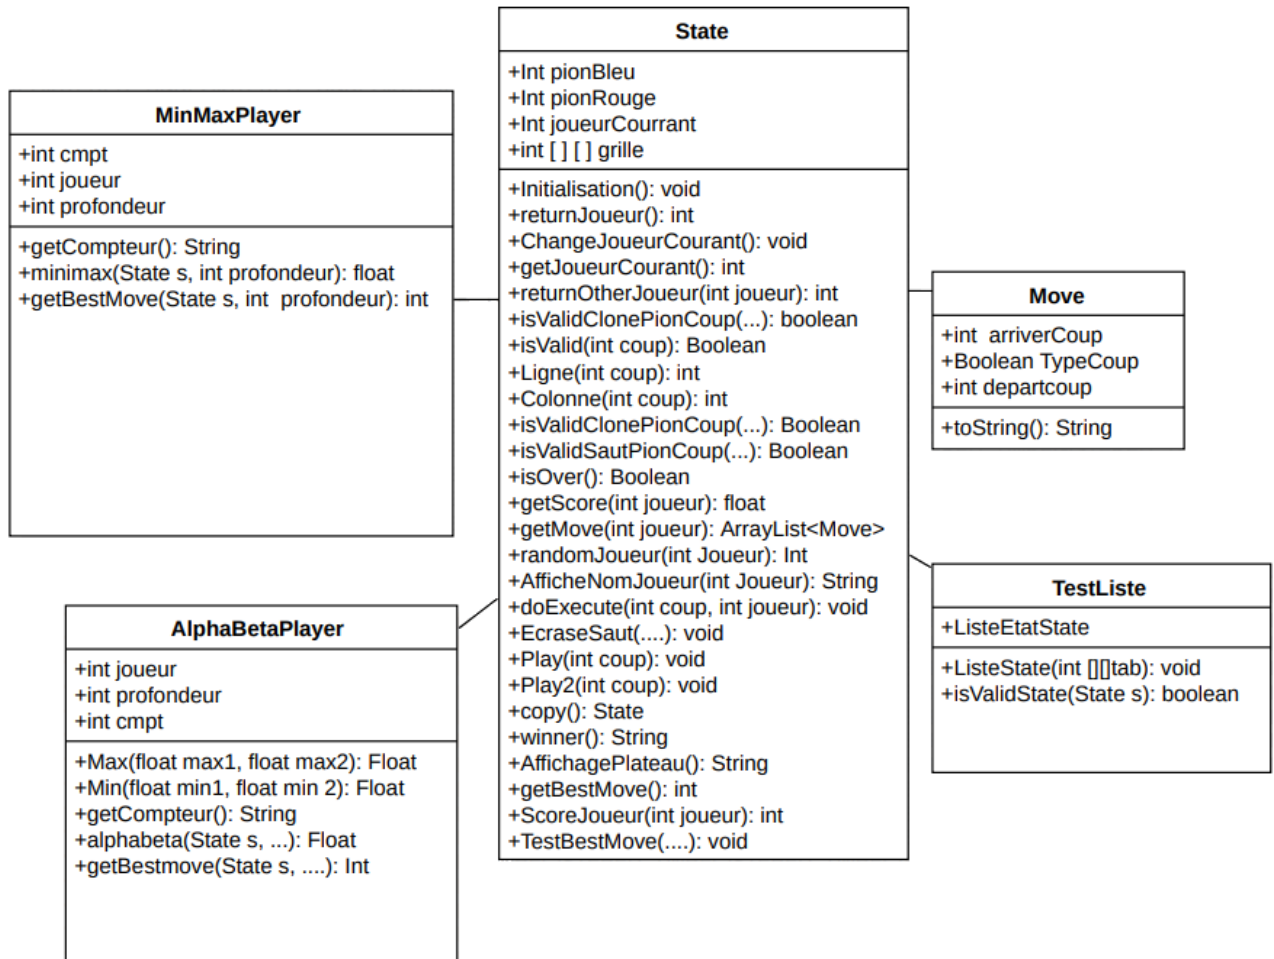 State
+Int pionBleu
+Int pionRouge
+Int joueurCourrant
+int [ ] [ ] grille
+Initialisation(): void
+returnJoueur(): int
+ChangeJoueurCourant(): void
+getJoueurCourant(): int
+returnOtherJoueur(int joueur): int
+isValidClonePionCoup(...): boolean
+isValid(int coup): Boolean
+Ligne(int coup): int
+Colonne(int coup): int
+isValidClonePionCoup(...): Boolean
+isValidSautPionCoup(...): Boolean
+isOver(): Boolean
+getScore(int joueur): float
+getMove(int joueur): ArrayList<Move>
+randomJoueur(int Joueur): Int
+AfficheNomJoueur(int Joueur): String
+doExecute(int coup, int joueur): void
+EcraseSaut(....): void
+Play(int coup): void
+Play2(int coup): void
+copy(): State
+winner(): String
+AffichagePlateau(): String
+getBestMove(): int
+ScoreJoueur(int joueur): int
+TestBestMove(....): void
MinMaxPlayer
+int cmpt
+int joueur
+int profondeur
+getCompteur(): String
+minimax(State s, int profondeur): float
+getBestMove(State s, int profondeur): int
Move
+int arriverCoup
+Boolean TypeCoup
+int departcoup
+toString(): String
TestListe
+ListeEtatState
+ListeState(int [][]tab): void
+isValidState(State s): boolean
AlphaBetaPlayer
+int joueur
+int profondeur
+int cmpt
+Max(float max1, float max2): Float
+Min(float min1, float min 2): Float
+getCompteur(): String
+alphabeta(State s, ...): Float
+getBestmove(State s, ....): Int